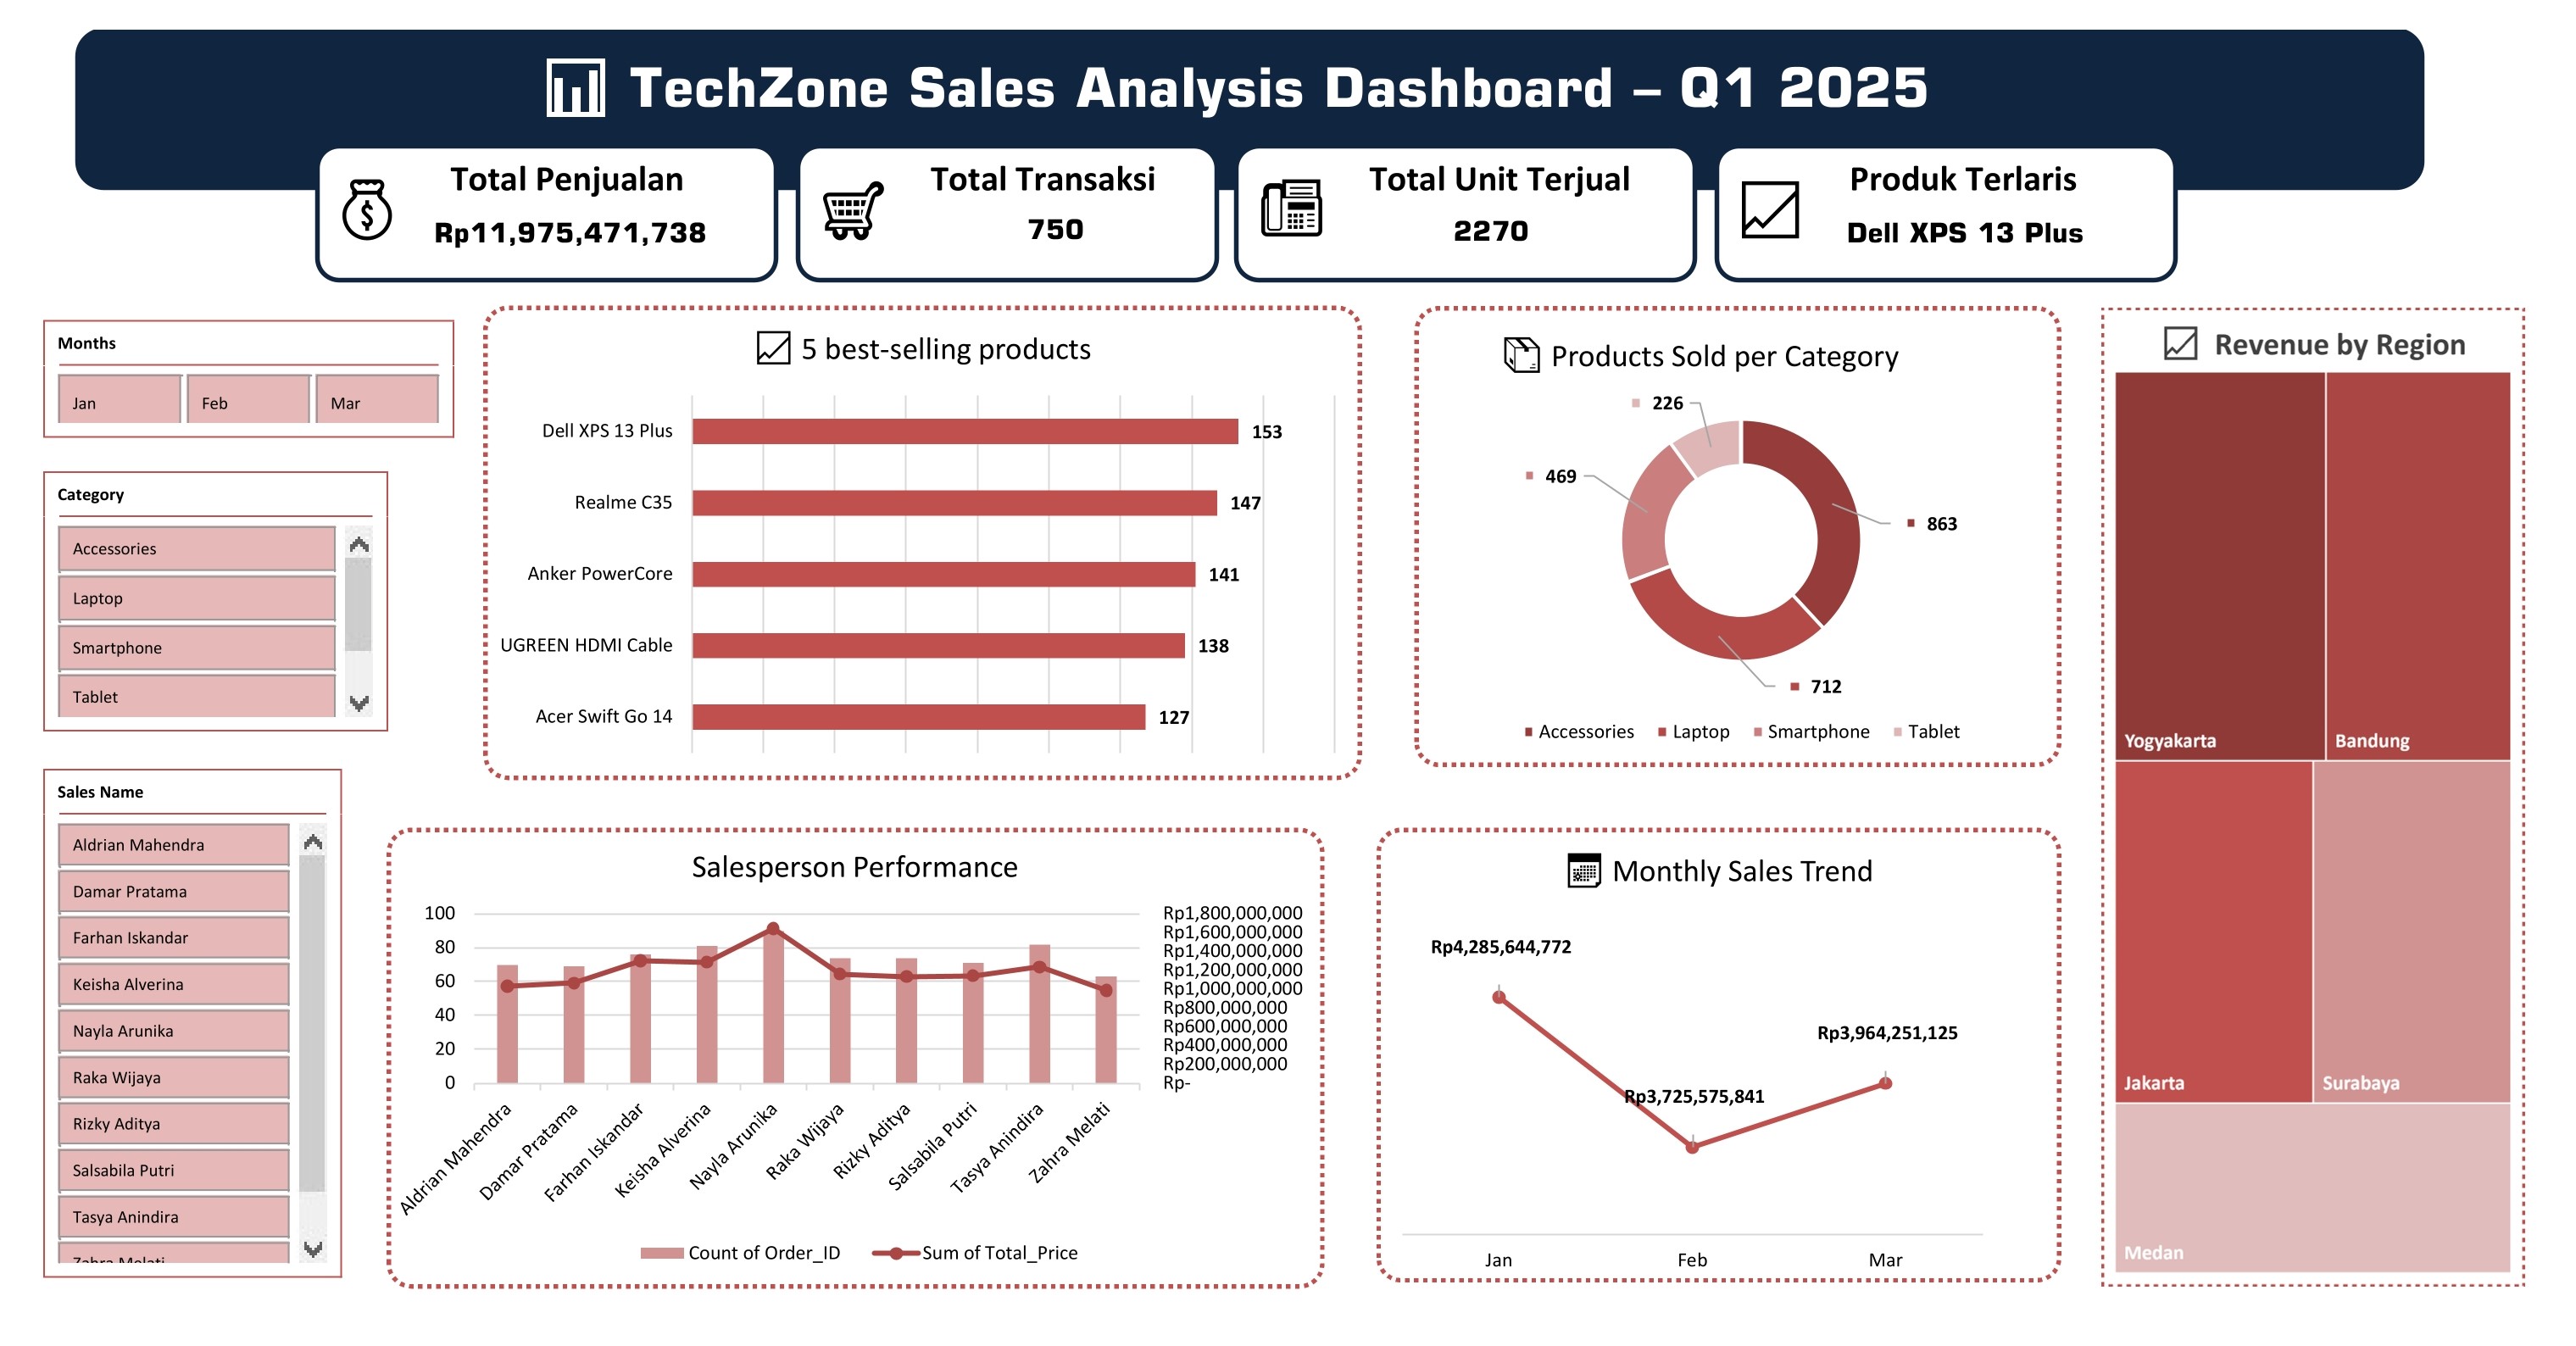 TechZone Sales Analysis Dashboard – Q1 2025
Total Penjualan
Rp11,975,471,738
Total Transaksi
750
Total Unit Terjual
2270
Produk Terlaris
Dell XPS 13 Plus
Months
Jan
Feb
Mar
Category
Accessories
Laptop
Smartphone
Tablet
Sales Name
Aldrian Mahendra
Damar Pratama
Farhan Iskandar
Keisha Alverina
Nayla Arunika
Raka Wijaya
Rizky Aditya
Salsabila Putri
Tasya Anindira
Zahra Melati
5 best-selling products
Dell XPS 13 Plus
153
Realme C35
147
Anker PowerCore
141
UGREEN HDMI Cable
138
Acer Swift Go 14
127
Products Sold per Category
226
469
863
712
Accessories
Laptop
Smartphone
Tablet
Revenue by Region
Yogyakarta
Bandung
Jakarta
Surabaya
Medan
Salesperson Performance
100
80
60
40
20
0
Rp1,800,000,000
Rp1,600,000,000
Rp1,400,000,000
Rp1,200,000,000
Rp1,000,000,000
Rp800,000,000
Rp600,000,000
Rp400,000,000
Rp200,000,000
Rp-
Aldrian Mahendra
Damar Pratama
Farhan Iskandar
Keisha Alverina
Nayla Arunika
Raka Wijaya
Rizky Aditya
Salsabila Putri
Tasya Anindira
Zahra Melati
Count of Order_ID
Sum of Total_Price
Monthly Sales Trend
Rp4,285,644,772
Rp3,725,575,841
Rp3,964,251,125
Jan
Feb
Mar